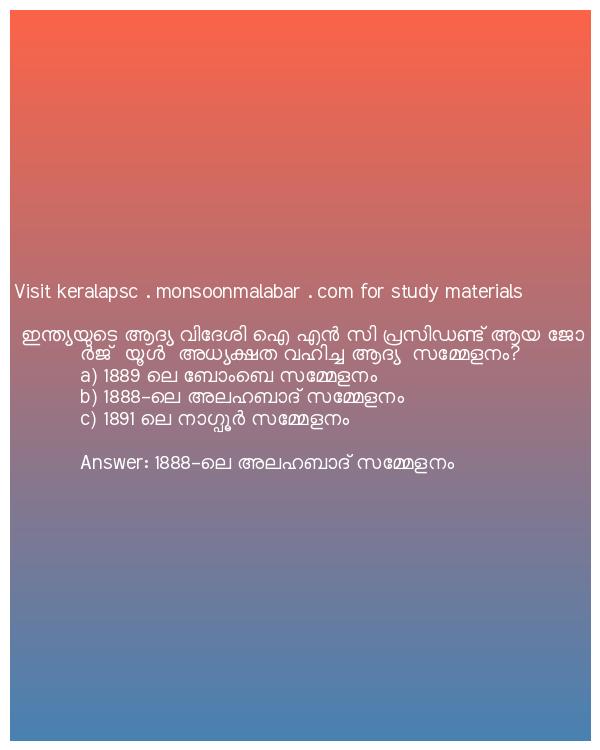 Visit keralapsc . monsoonmalabar . com for study materials
ഇന്ത്യയുടെ ആദ്യ വിദേശി ഐ എൻ സി പ്രസിഡണ്ട് ആയ ജോ
ർജ് യൂൾ അധ്യക്ഷത വഹിച്ച ആദ്യ സമ്മേളനം?
a) 1889 ലെ ബോംബെ സമ്മേളനം
b) 1888-ലെ അലഹബാദ് സമ്മേളനം
c) 1891 ലെ നാഗ്പൂർ സമ്മേളനം
Answer: 1888-ലെ അലഹബാദ് സമ്മേളനം